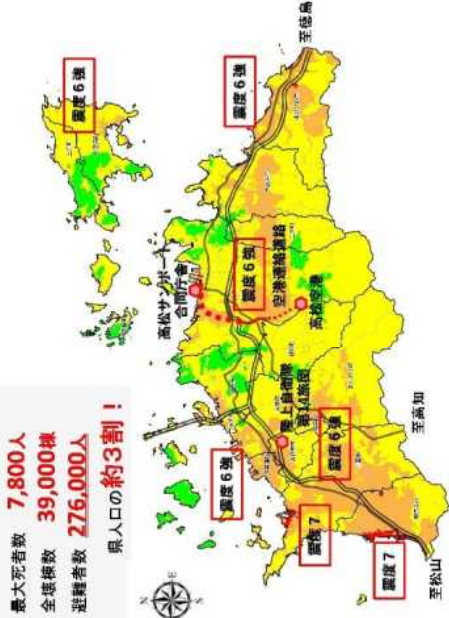 最大死者数 7,800人
全壊棟数 39,000棟
避難者数 276,000人
県人口の約3割!
N
E
震度6強
震度6強
高松サンポート
合同庁舎
震度6強
空港連絡道路
高松空港
至徳島
陸上自衛隊
第14旅団
震度6強
震度6強
至高知
震度7
震度7
至松山